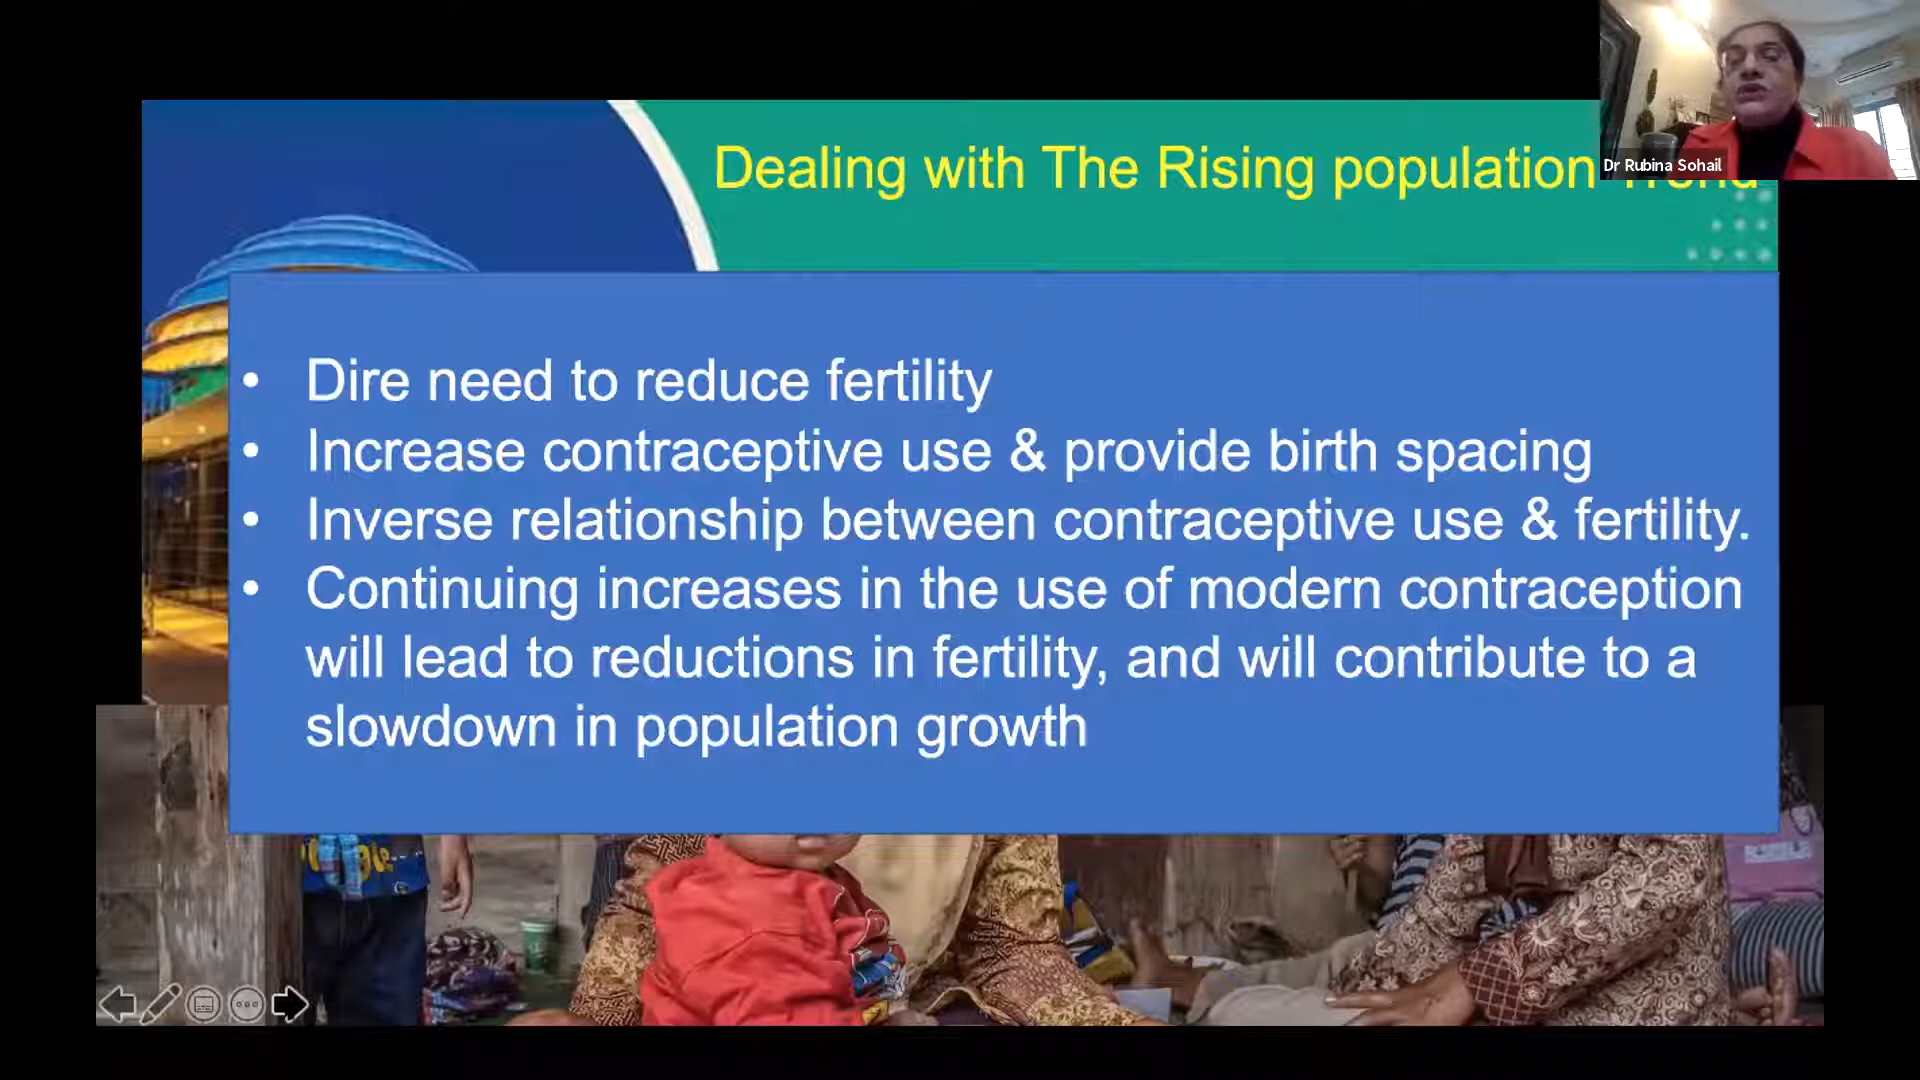 Dealing with The Rising population Trend
Dr Rubina Sohail
• Dire need to reduce fertility
• Increase contraceptive use & provide birth spacing
• Inverse relationship between contraceptive use & fertility.
• Continuing increases in the use of modern contraception
will lead to reductions in fertility, and will contribute to a
slowdown in population growth